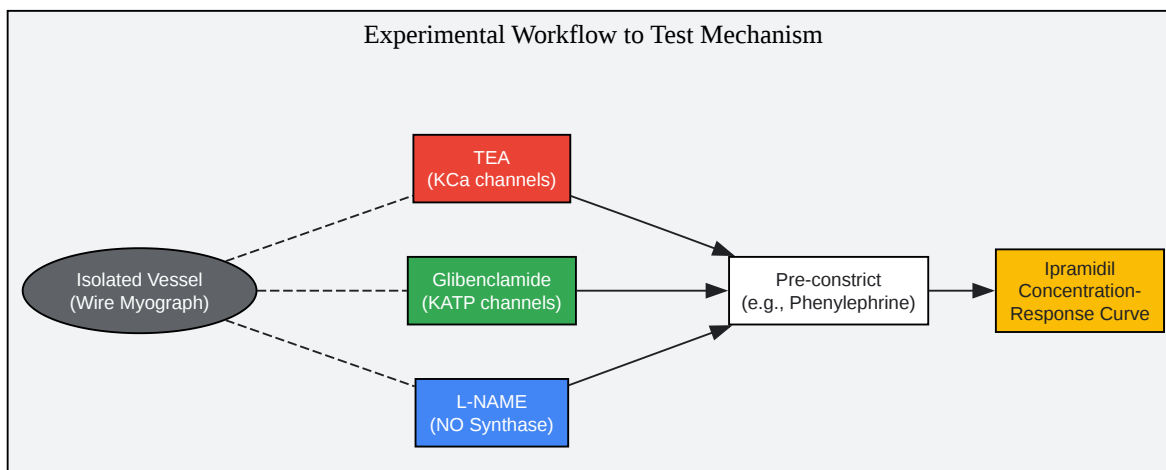 Experimental Workflow to Test Mechanism
TEA
(KCa channels)
Isolated Vessel
(Wire Myograph)
Glibenclamide
(KATP channels)
Pre-constrict
(e.g., Phenylephrine)
Ipramidil
Concentration-
Response Curve
L-NAME
(NO Synthase)